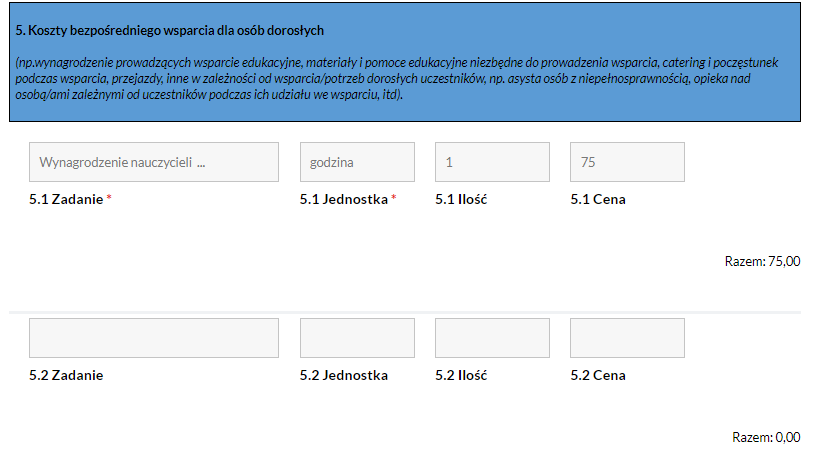 5. Koszty bezpośredniego wsparcia dla osób dorosłych
(np.wynagrodzenie prowadzących wsparcie edukacyjne, materiały i pomoce edukacyjne niezbędne do prowadzenia wsparcia, catering i poczęstunek
podczas wsparcia, przejazdy, inne w zależności od wsparcia/potrzeb dorosłych uczestników, np. asysta osób z niepełnosprawnością, opieka nad
osobą/ami zależnymi od uczestników podczas ich udziału we wsparciu, itd).
Wynagrodzenie nauczycieli ... godzina 1 75
5.1 Zadanie * 5.1 Jednostka * 5.1 Ilość 5.1 Cena
Razem: 75,00
5.2 Zadanie 5.2 Jednostka 5.2 Ilość 5.2 Cena
Razem: 0,00